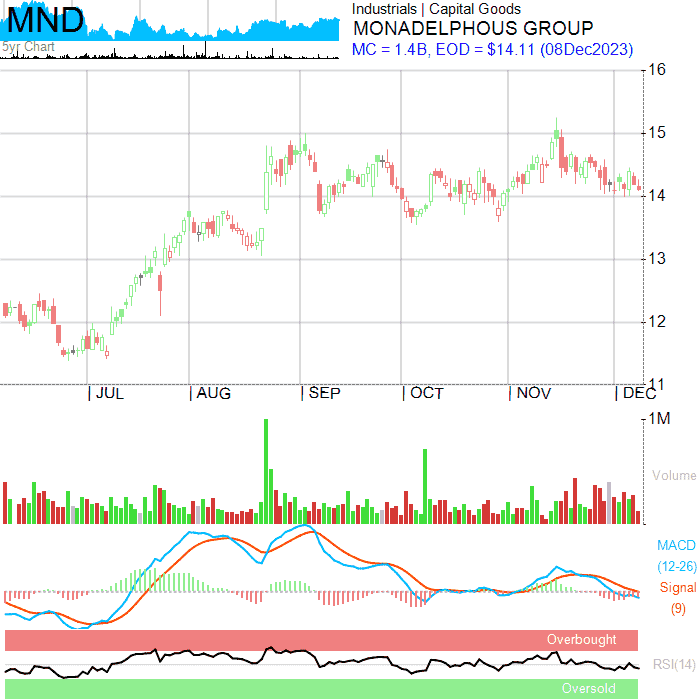 MND
5yr Chart
Industrials | Capital Goods
MONADELPHOUS GROUP
MC = 1.4B, EOD = $14.11 (08Dec2023)
16
15
14
13
12
11
JUL AUG SEP OCT NOV DEC
1M
Volume
MACD
(12-26)
Signal
(9)
Overbought
RSI(14)
Oversold